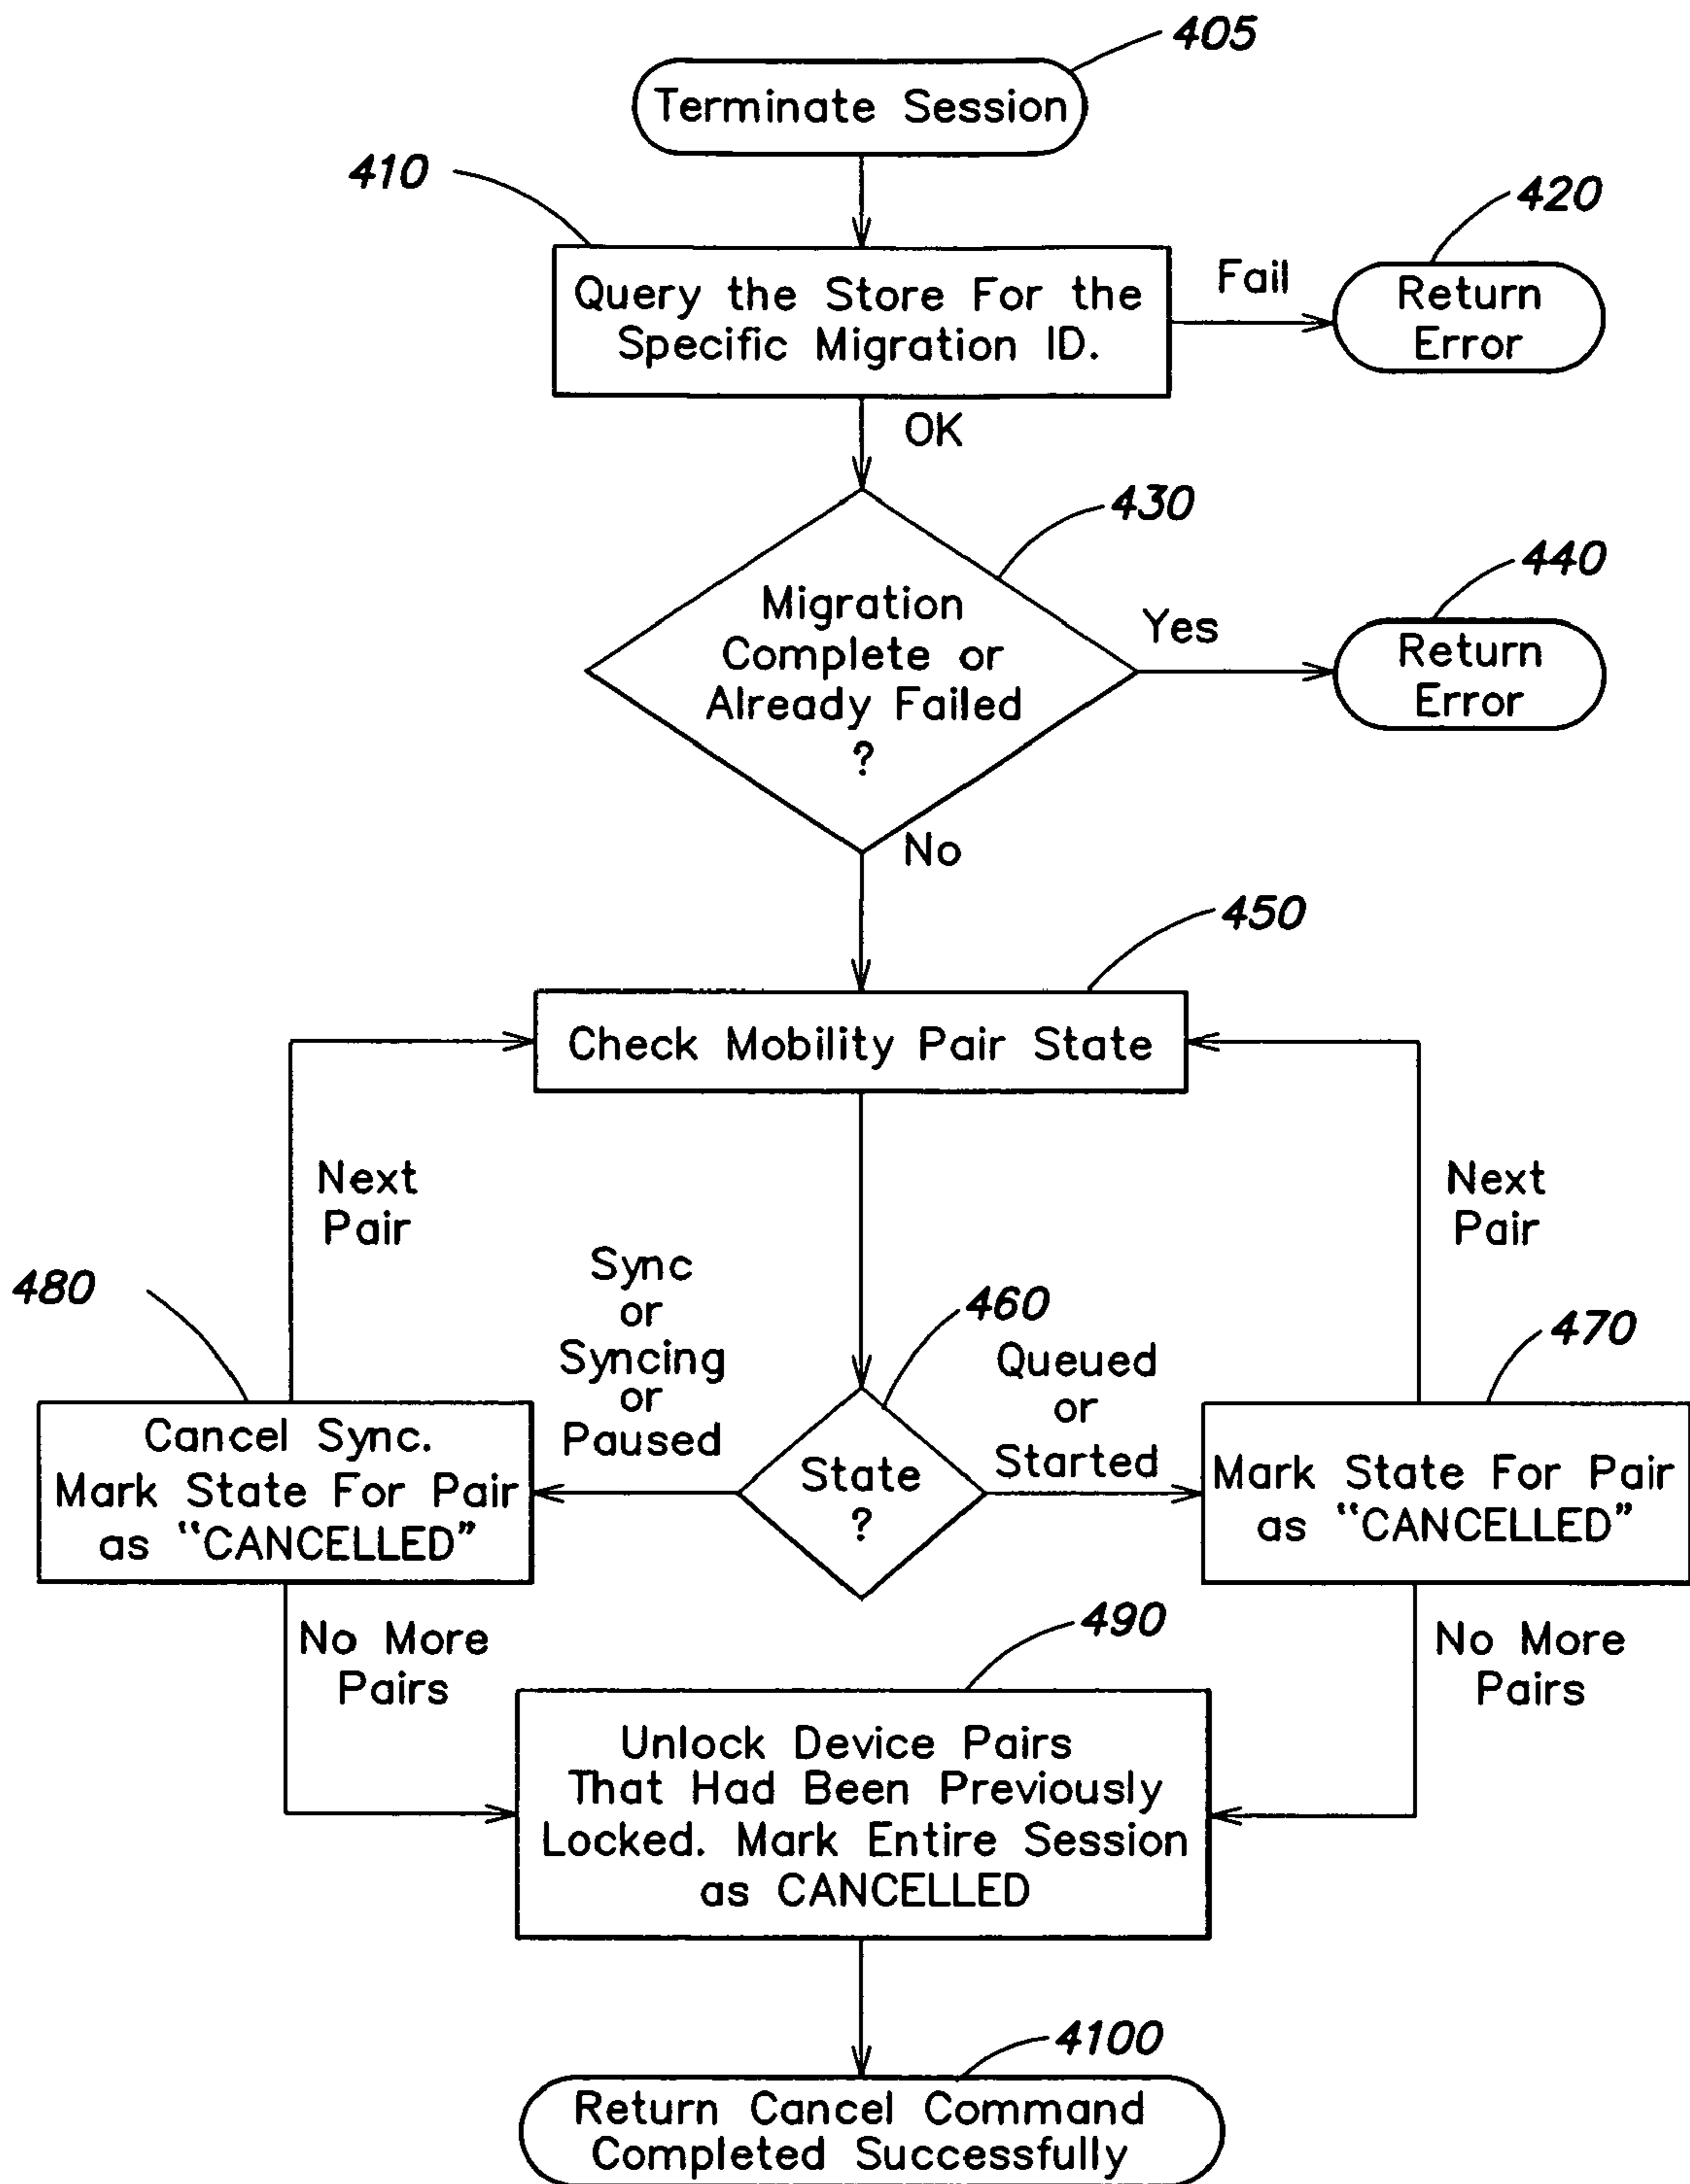 405
Terminate Session
410
420
Query the Store For the
Specific Migration ID.
Fail
Return
Error
OK
430
440
Migration
Complete or
Already Failed
?
Yes
Return
Error
No
450
Check Mobility Pair State
Next
Pair
Next
Pair
480
Sync
or
Syncing
or
Paused
460
Queued
or
Started
470
Cancel Sync.
Mark State For Pair
as "CANCELLED"
State
?
Mark State For Pair
as "CANCELLED"
No More
Pairs
490
No More
Pairs
Unlock Device Pairs
That Had Been Previously
Locked. Mark Entire Session
as CANCELLED
4100
Return Cancel Command
Completed Successfully